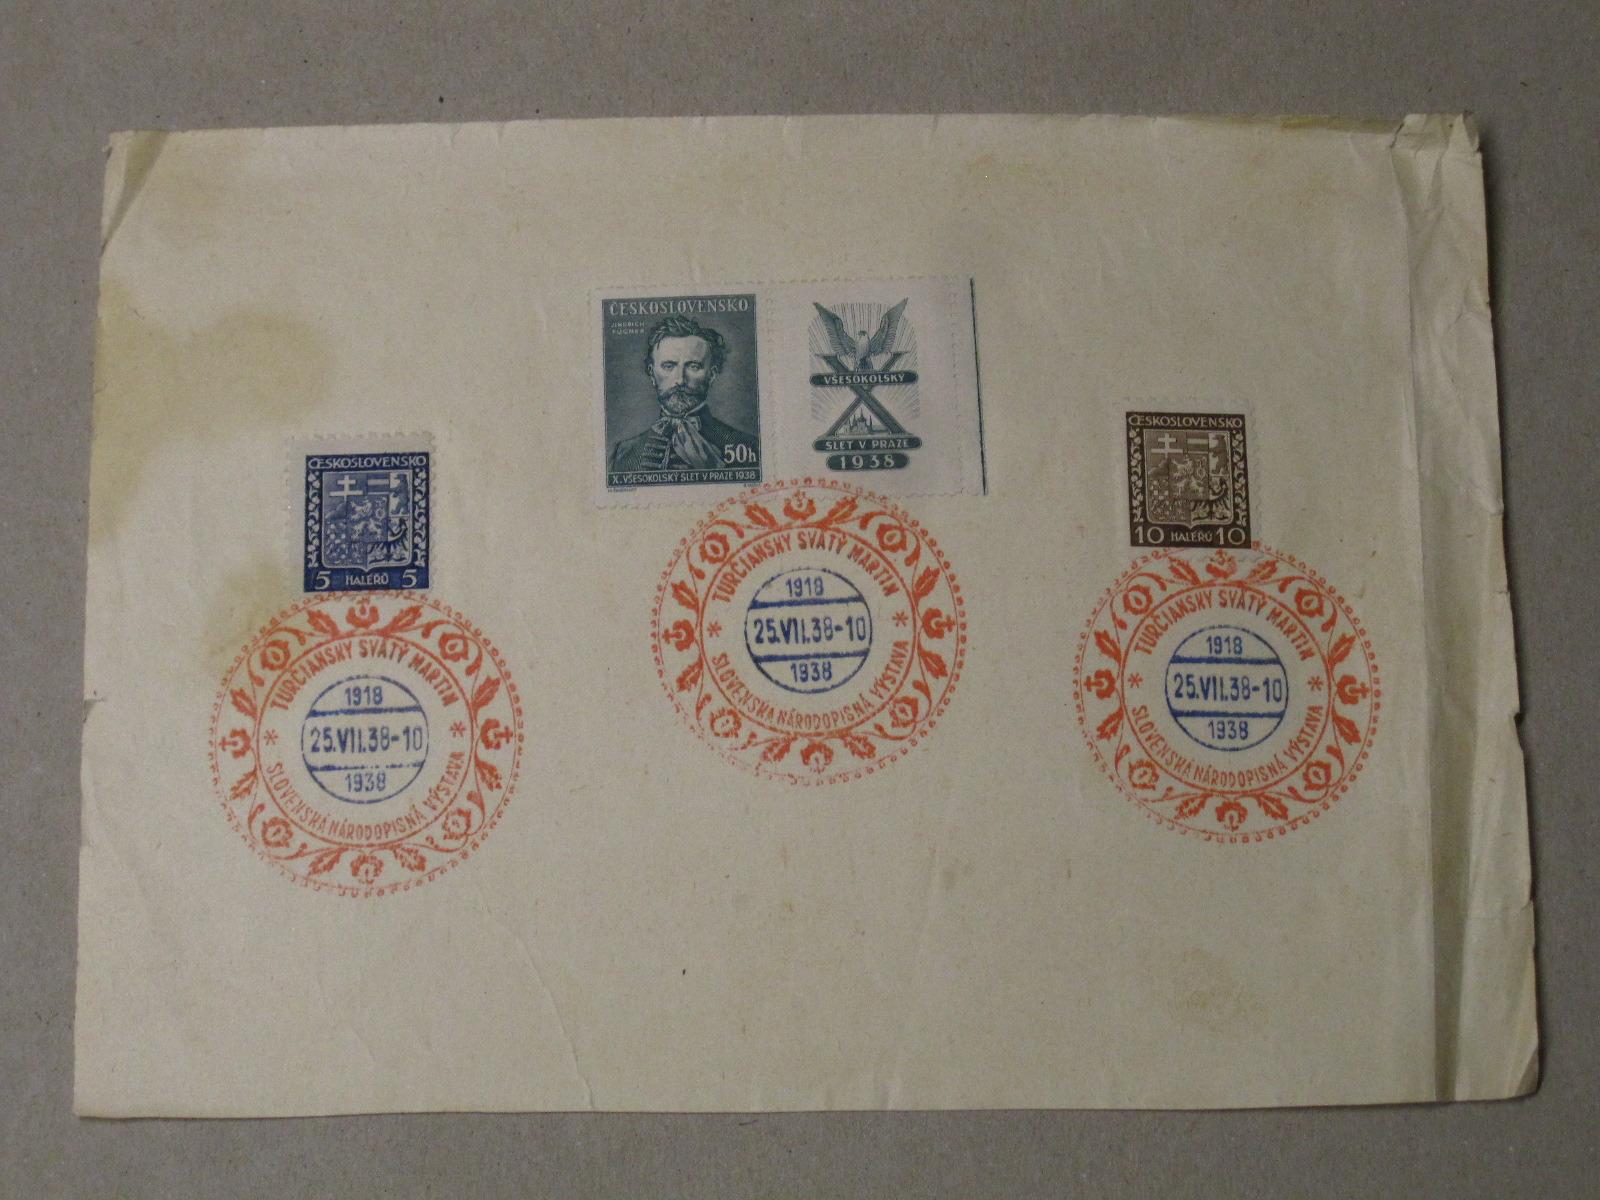 ČESKOSLOVENSKO
JINDŘICH
FÜGNER
50h
X. VŠESOKOLSKÝ SLET V PRAZE 1938
VŠESOKOLSKÝ
X
SLET V PRAZE
1938
ČESKOSLOVENSKO
5 HALÉŘŮ 5
ČESKOSLOVENSKO
10 HALÉŘŮ 10
TURČIANSKY SVÄTÝ MARTIN
1918
25.VII.38-10
1938
* SLOVENSKÁ NÁRODOPISNÁ VÝSTAVA *
TURČIANSKY SVÄTÝ MARTIN
1918
25.VII.38-10
1938
* SLOVENSKÁ NÁRODOPISNÁ VÝSTAVA *
TURČIANSKY SVÄTÝ MARTIN
1918
25.VII.38-10
1938
* SLOVENSKÁ NÁRODOPISNÁ VÝSTAVA *